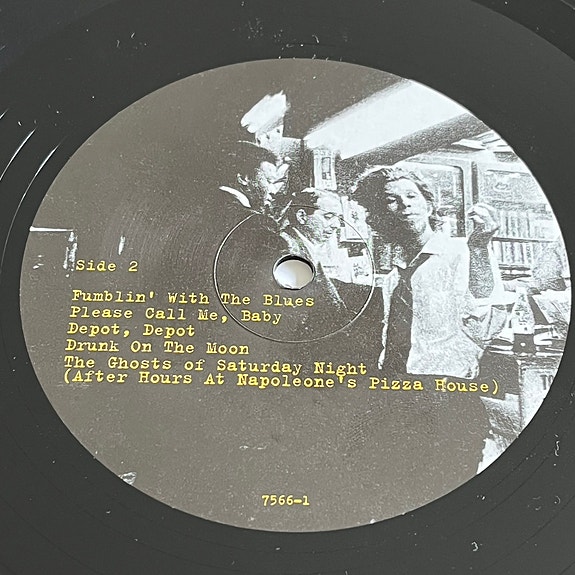 Side 2
Fumblin' With The Blues
Please Call Me, Baby
Depot, Depot
Drunk On The Moon
The Ghosts of Saturday Night
(After Hours At Napoleone's Pizza House)
7566-1